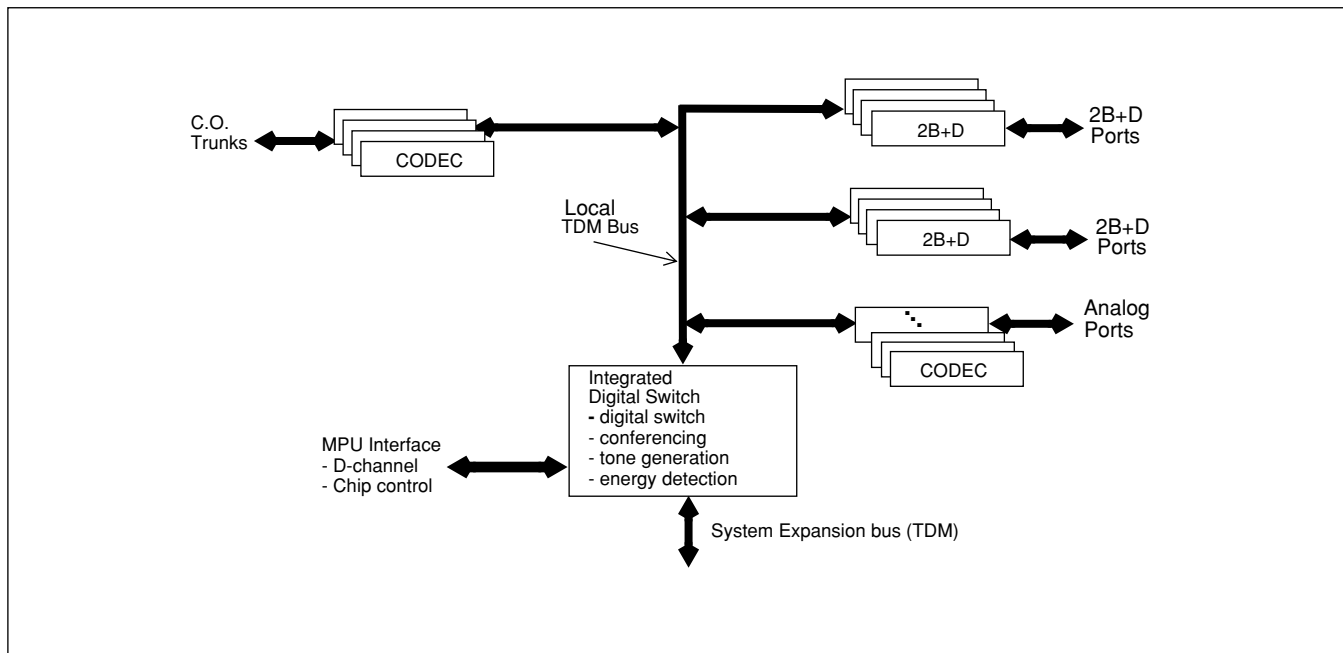 C.O.
Trunks
CODEC
2B+D
2B+D
Ports
Local
TDM Bus
2B+D
2B+D
Ports
CODEC
Analog
Ports
Integrated
Digital Switch
- digital switch
- conferencing
- tone generation
- energy detection
MPU Interface
- D-channel
- Chip control
System Expansion bus (TDM)